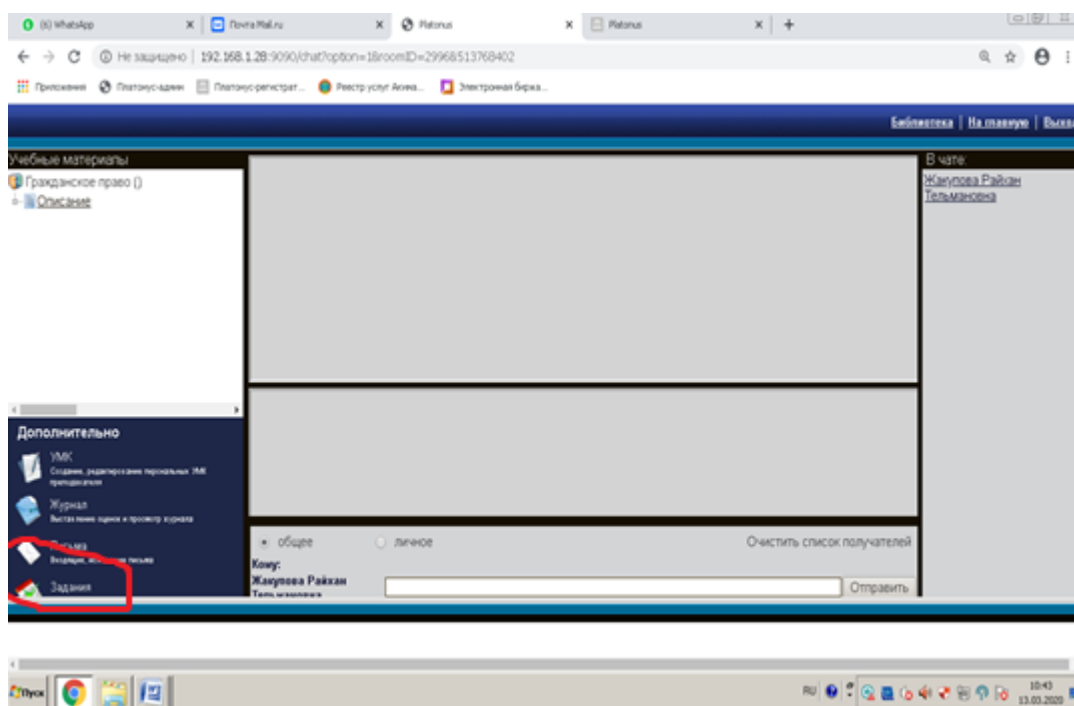 (6) WhatsApp
Почта Mail.ru
Platonus
Platonus
Не защищено | 192.168.1.28:9090/chat?option=1&roomID=29968513768402
Приложения
Платонус-админ
Платонус-регистрат...
Реестр услуг Акима...
Электронная биржа...
Библиотека | На главную |
Учебные материалы
Гражданское право ()
Описание
В чате:
Жакупова Райхан
Тельмановна
Дополнительно
УМК
Создание, редактирование персональных УМК
преподавателя
Журнал
Выставление оценок и просмотр журнала
Письма
Входящие, письма
Задания
общее
личное
Очистить список получателей
Кому:
Жакупова Райхан
Тельмановна
Отправить
Пуск
RU
10:43
13.03.2020